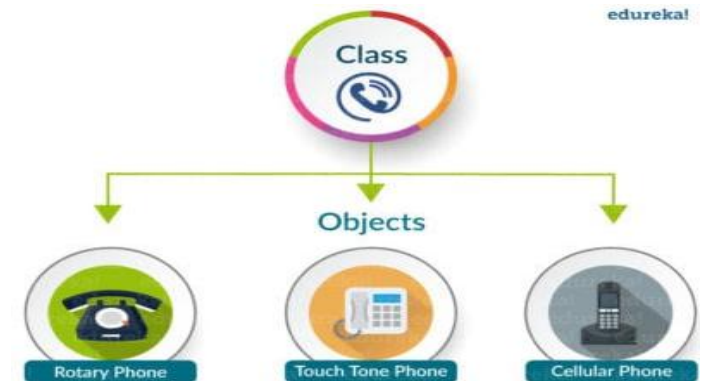 edureka!
Class
Objects
Rotary Phone
Touch Tone Phone
Cellular Phone